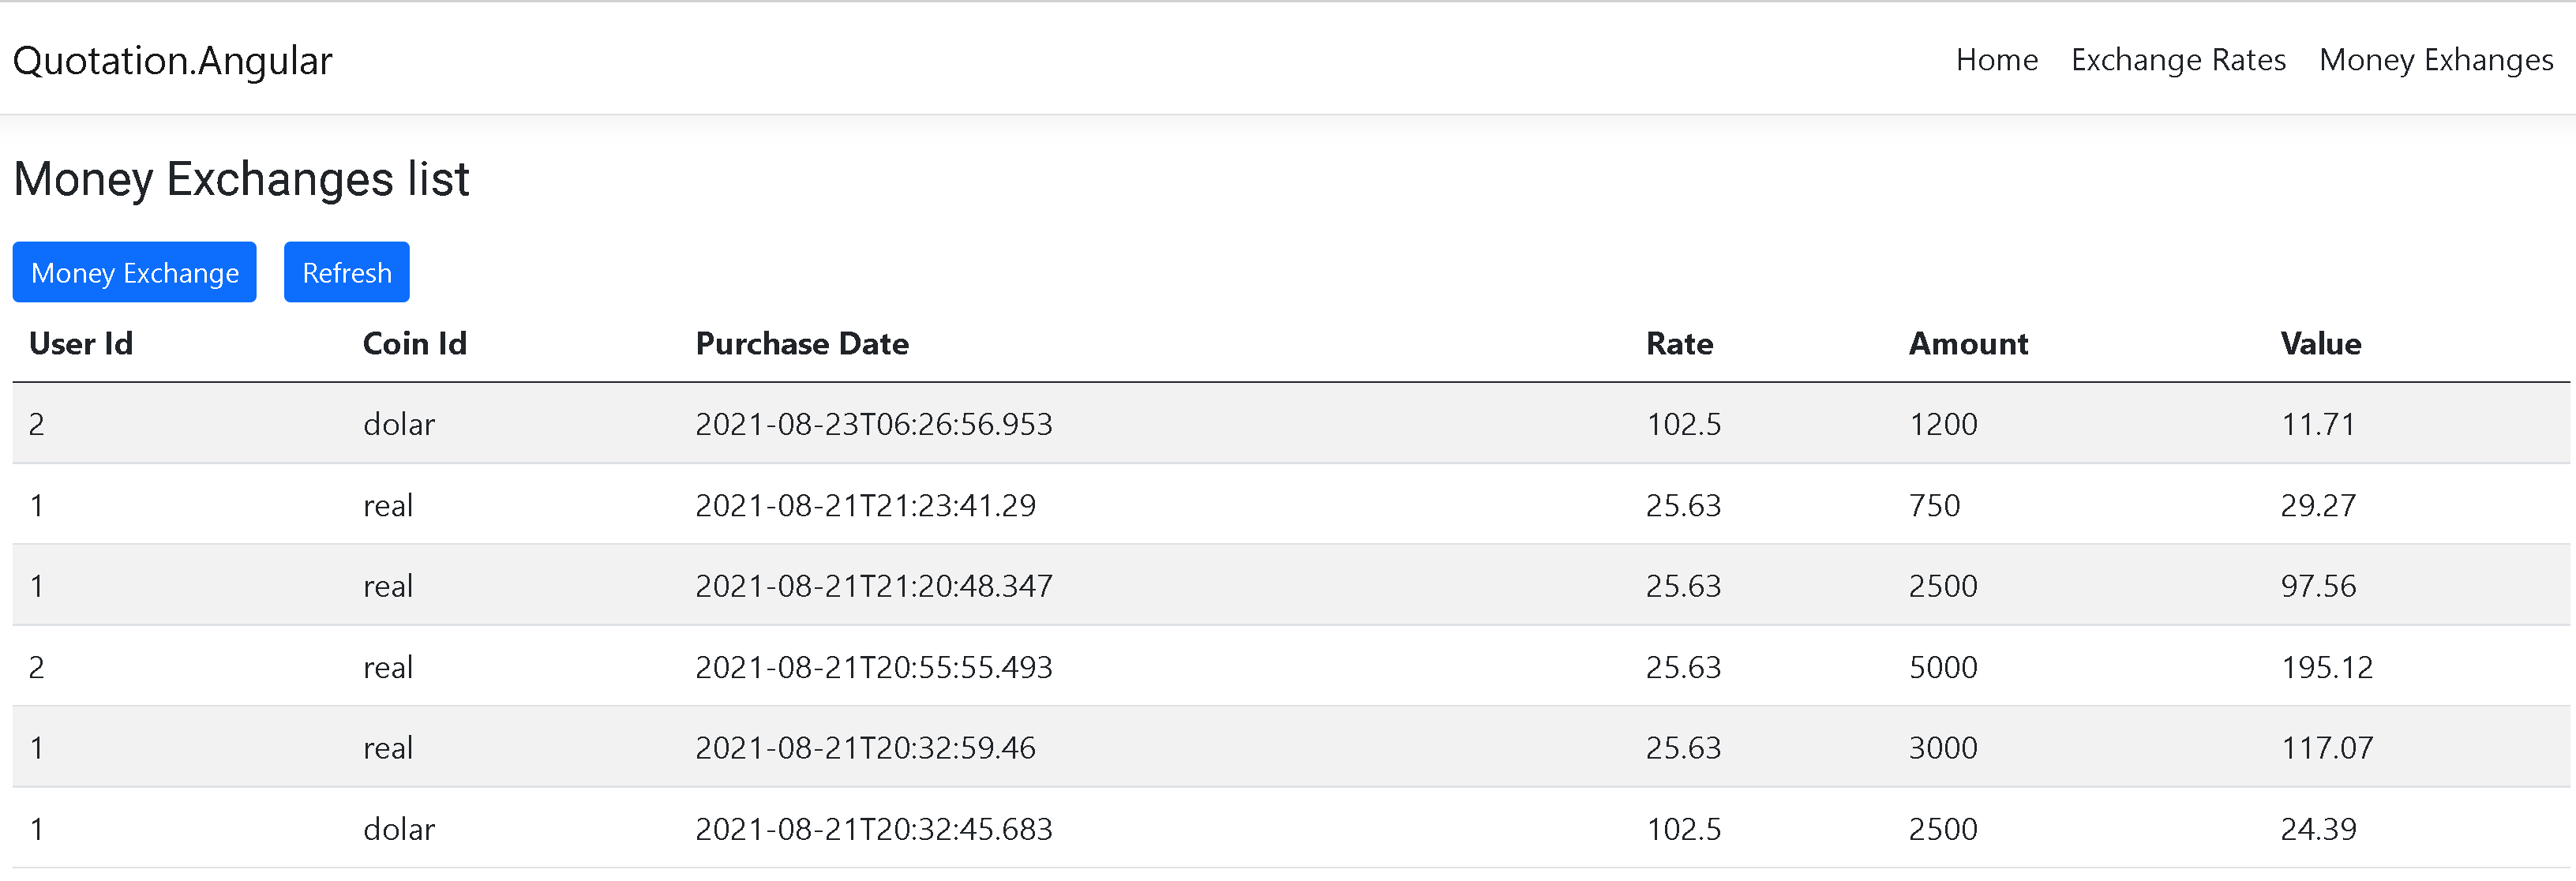 Quotation.Angular Home Exchange Rates Money Exhanges
Money Exchanges list
Money Exchange Refresh
User Id Coin Id Purchase Date Rate Amount Value
2 dolar 2021-08-23T06:26:56.953 102.5 1200 11.71
1 real 2021-08-21T21:23:41.29 25.63 750 29.27
1 real 2021-08-21T21:20:48.347 25.63 2500 97.56
2 real 2021-08-21T20:55:55.493 25.63 5000 195.12
1 real 2021-08-21T20:32:59.46 25.63 3000 117.07
1 dolar 2021-08-21T20:32:45.683 102.5 2500 24.39